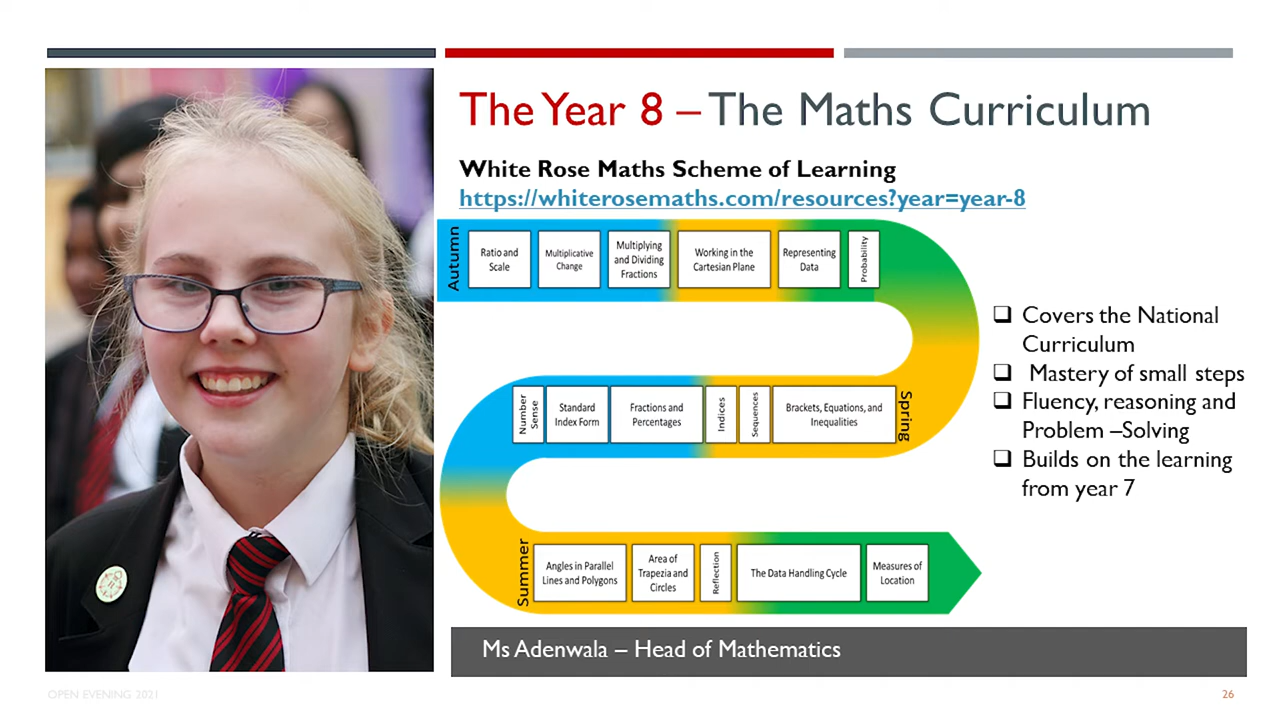 The Year 8 – The Maths Curriculum
White Rose Maths Scheme of Learning
https://whiterosemaths.com/resources?year=year-8
Autumn
Ratio and
Scale
Multiplicative
Change
Multiplying
and Dividing
Fractions
Working in the
Cartesian Plane
Representing
Data
Probability
Number
Sense
Standard
Index Form
Fractions and
Percentages
Indices
Sequences
Brackets, Equations, and
Inequalities
Spring
Summer
Angles in Parallel
Lines and Polygons
Area of
Trapezia and
Circles
Reflection
The Data Handling Cycle
Measures of
Location
❑ Covers the National
Curriculum
❑ Mastery of small steps
❑ Fluency, reasoning and
Problem –Solving
❑ Builds on the learning
from year 7
Ms Adenwala – Head of Mathematics
OPEN EVENING 2021
26